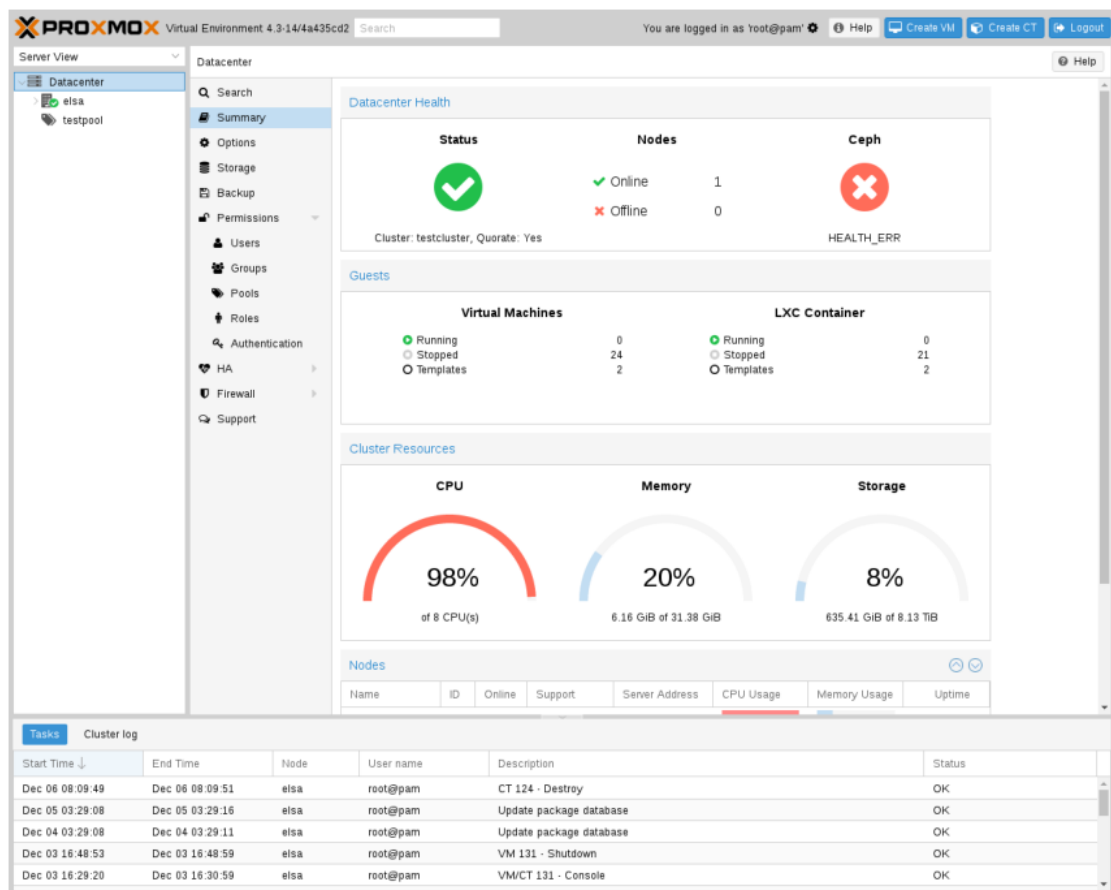 PROXMOX Virtual Environment 4.3-14/4a435cd2 Search You are logged in as 'root@pam' Help Create VM Create CT Logout
Server View
Datacenter
elsa
testpool
Datacenter Help
Search
Summary
Options
Storage
Backup
Permissions
Users
Groups
Pools
Roles
Authentication
HA
Firewall
Support
Datacenter Health
Status Nodes Ceph
Online 1
Offline 0
Cluster: testcluster, Quorate: Yes HEALTH_ERR
Guests
Virtual Machines LXC Container
Running 0 Running 0
Stopped 24 Stopped 21
Templates 2 Templates 2
Cluster Resources
CPU Memory Storage
98% 20% 8%
of 8 CPU(s) 6.16 GiB of 31.38 GiB 635.41 GiB of 8.13 TiB
Nodes
Name ID Online Support Server Address CPU Usage Memory Usage Uptime
Tasks Cluster log
Start Time End Time Node User name Description Status
Dec 06 08:09:49 Dec 06 08:09:51 elsa root@pam CT 124 - Destroy OK
Dec 05 03:29:08 Dec 05 03:29:16 elsa root@pam Update package database OK
Dec 04 03:29:08 Dec 04 03:29:11 elsa root@pam Update package database OK
Dec 03 16:48:53 Dec 03 16:48:59 elsa root@pam VM 131 - Shutdown OK
Dec 03 16:29:20 Dec 03 16:30:59 elsa root@pam VM/CT 131 - Console OK